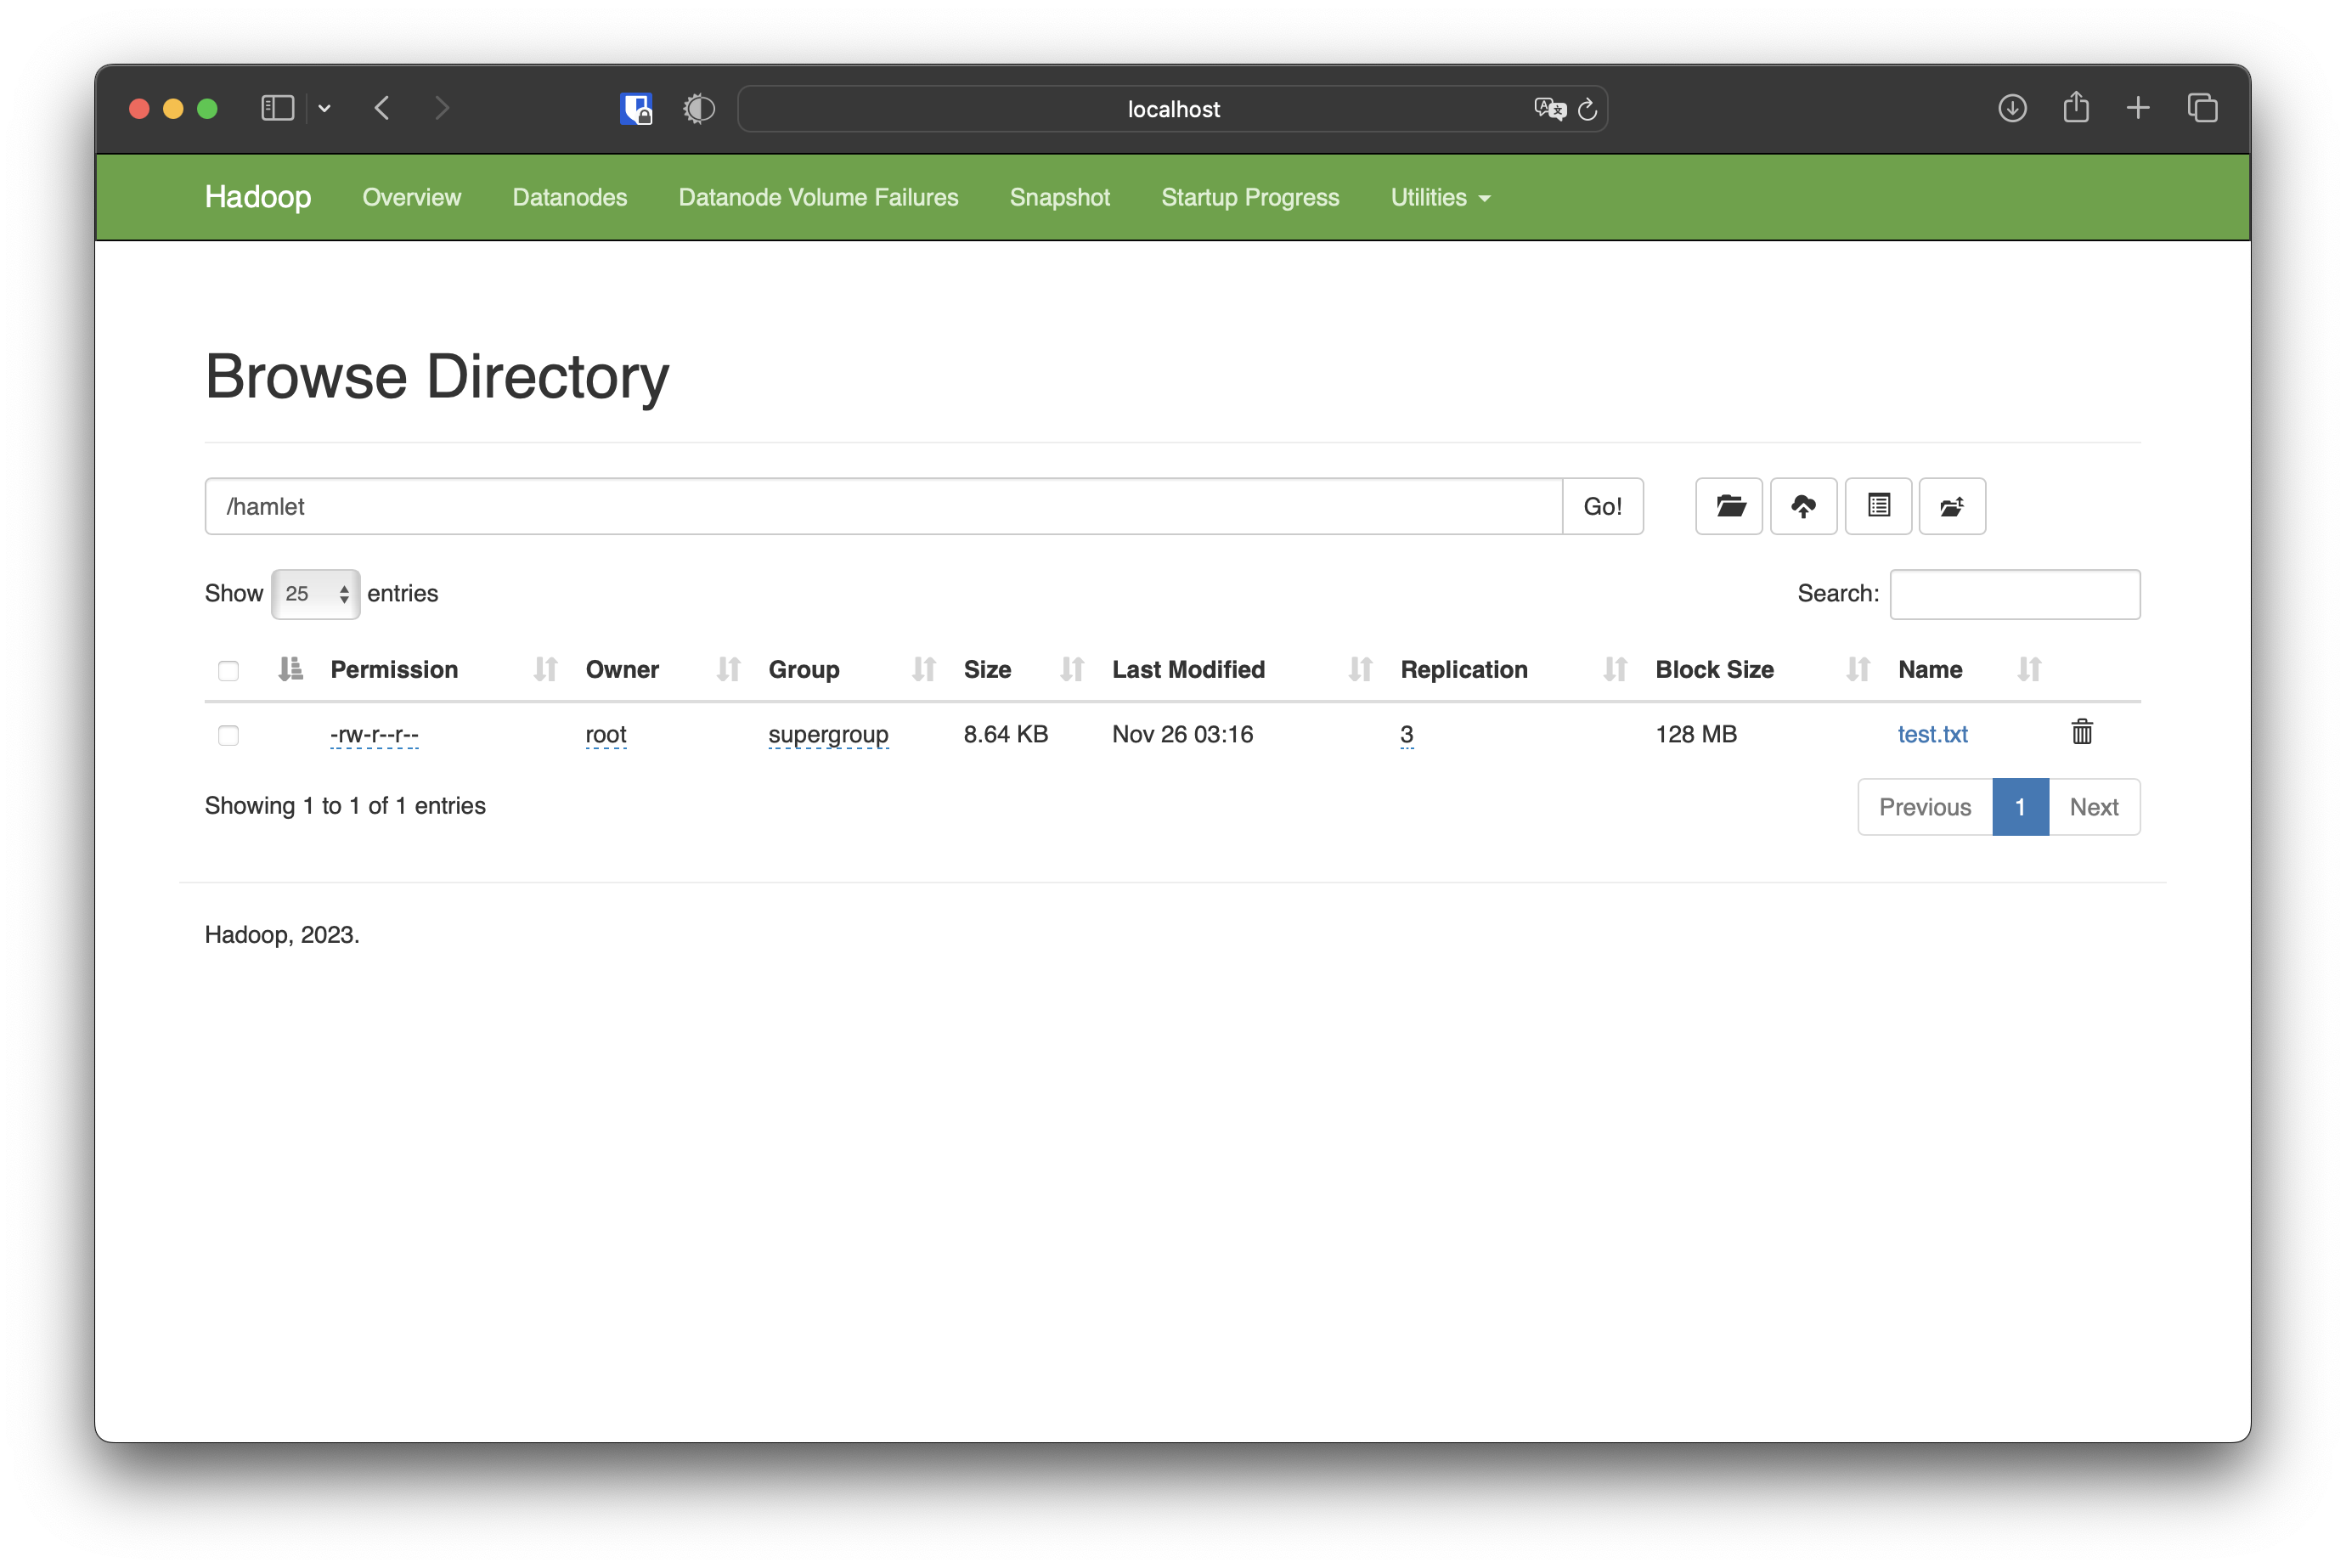 localhost
Hadoop Overview Datanodes Datanode Volume Failures Snapshot Startup Progress Utilities
Browse Directory
/hamlet Go!
Show 25 entries Search:
Permission Owner Group Size Last Modified Replication Block Size Name
-rw-r--r-- root supergroup 8.64 KB Nov 26 03:16 3 128 MB test.txt
Showing 1 to 1 of 1 entries Previous 1 Next
Hadoop, 2023.